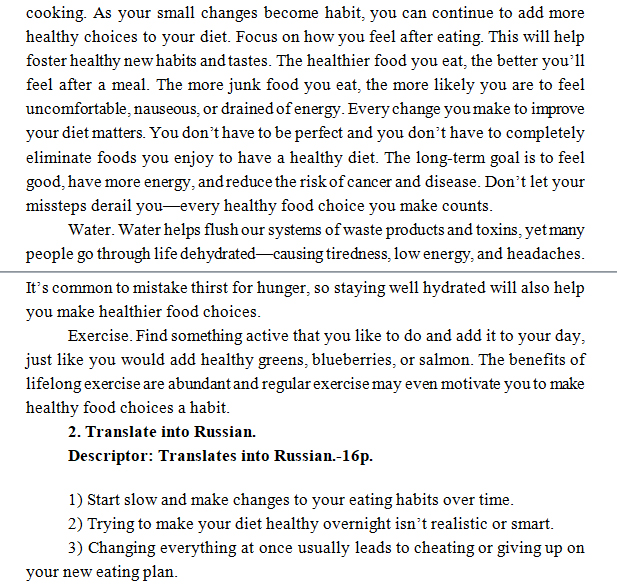 cooking. As your small changes become habit, you can continue to add more
healthy choices to your diet. Focus on how you feel after eating. This will help
foster healthy new habits and tastes. The healthier food you eat, the better you’ll
feel after a meal. The more junk food you eat, the more likely you are to feel
uncomfortable, nauseous, or drained of energy. Every change you make to improve
your diet matters. You don’t have to be perfect and you don’t have to completely
eliminate foods you enjoy to have a healthy diet. The long-term goal is to feel
good, have more energy, and reduce the risk of cancer and disease. Don’t let your
missteps derail you—every healthy food choice you make counts.
Water. Water helps flush our systems of waste products and toxins, yet many
people go through life dehydrated—causing tiredness, low energy, and headaches.
It’s common to mistake thirst for hunger, so staying well hydrated will also help
you make healthier food choices.
Exercise. Find something active that you like to do and add it to your day,
just like you would add healthy greens, blueberries, or salmon. The benefits of
lifelong exercise are abundant and regular exercise may even motivate you to make
healthy food choices a habit.
2. Translate into Russian.
Descriptor: Translates into Russian.-16p.
1) Start slow and make changes to your eating habits over time.
2) Trying to make your diet healthy overnight isn’t realistic or smart.
3) Changing everything at once usually leads to cheating or giving up on
your new eating plan.